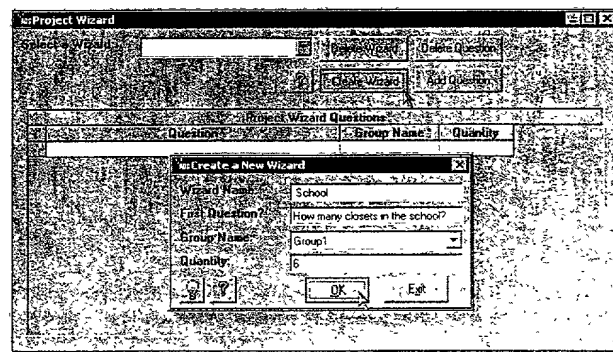 Project Wizard
Select a Wizard
Delete Wizard Delete Question
Create Wizard Add Question
Project Wizard Questions
Question Group Name Quantity
Create a New Wizard
Wizard Name: School
First Question? How many closets in the school?
Group Name: Group1
Quantity: 6
OK Exit